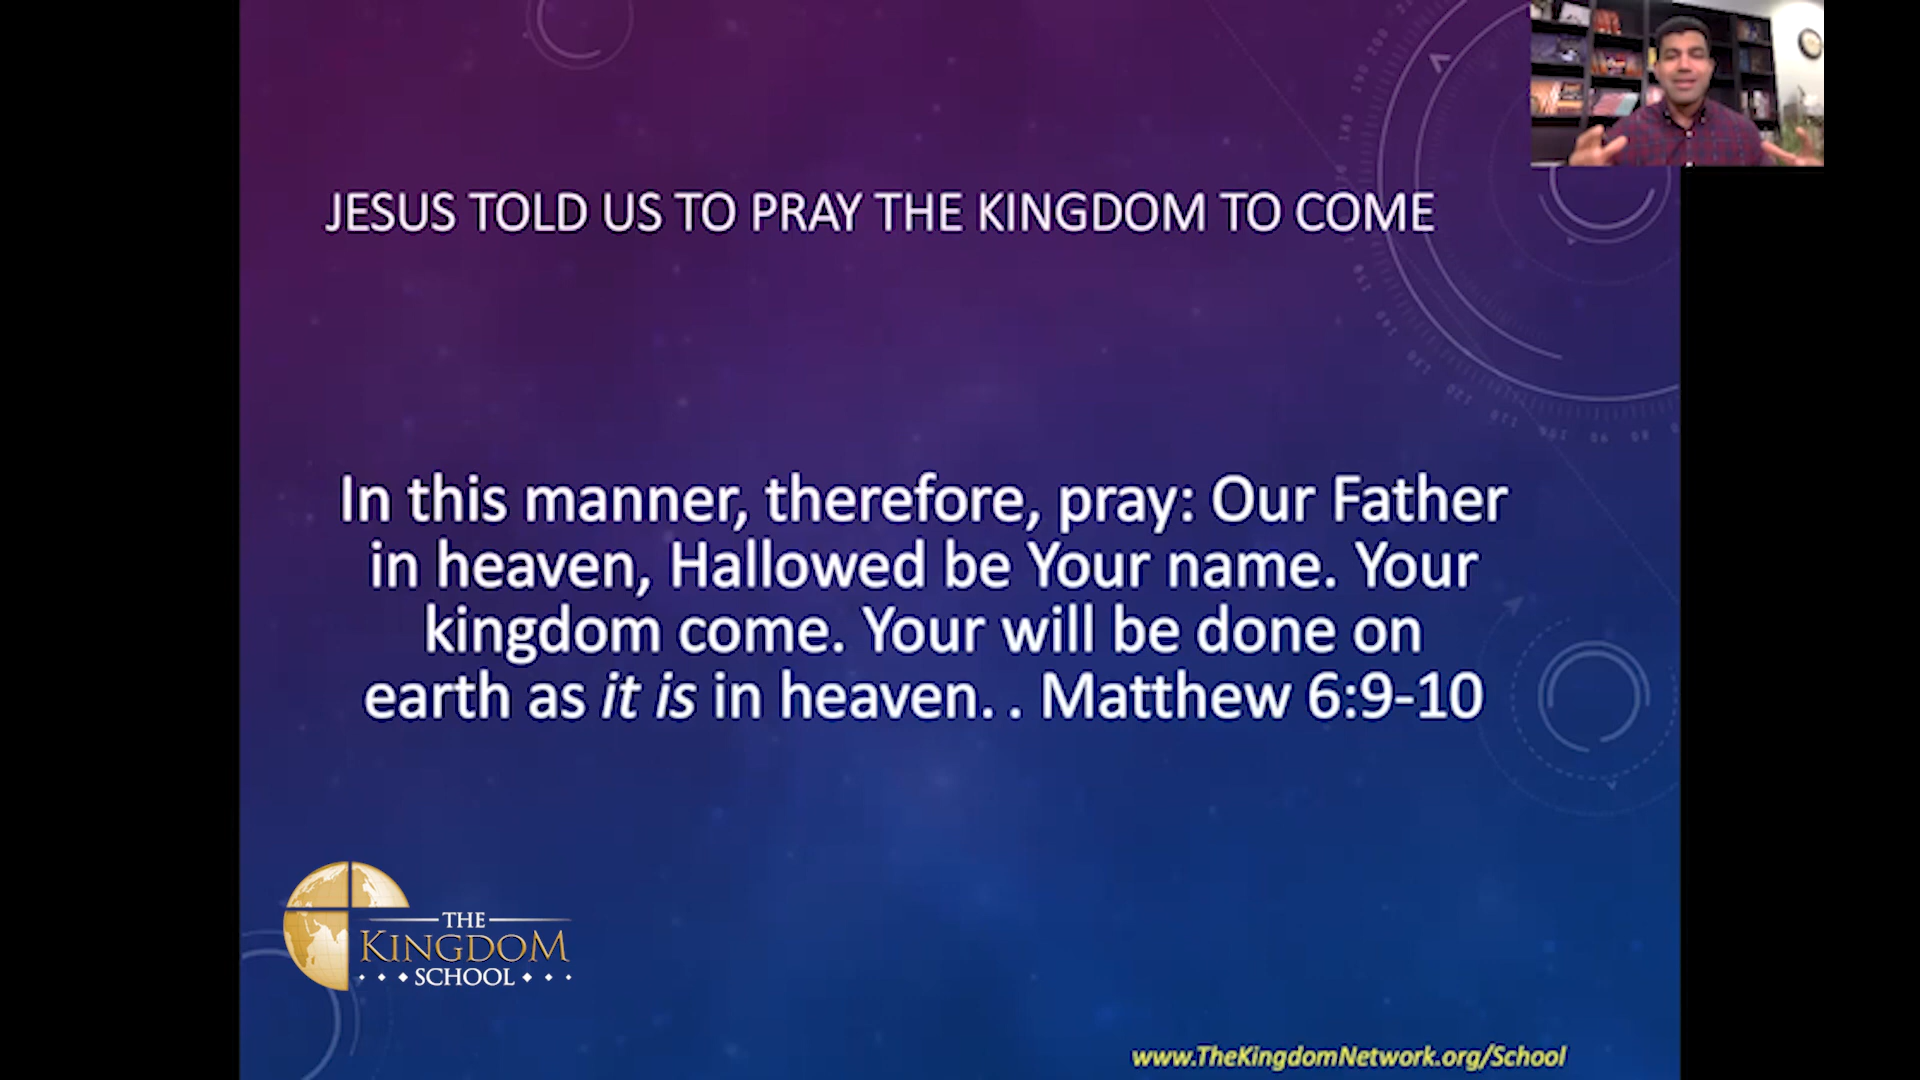 JESUS TOLD US TO PRAY THE KINGDOM TO COME
In this manner, therefore, pray: Our Father
in heaven, Hallowed be Your name. Your
kingdom come. Your will be done on
earth as it is in heaven. . Matthew 6:9-10
THE
KINGDOM
SCHOOL
www.TheKingdomNetwork.org/School